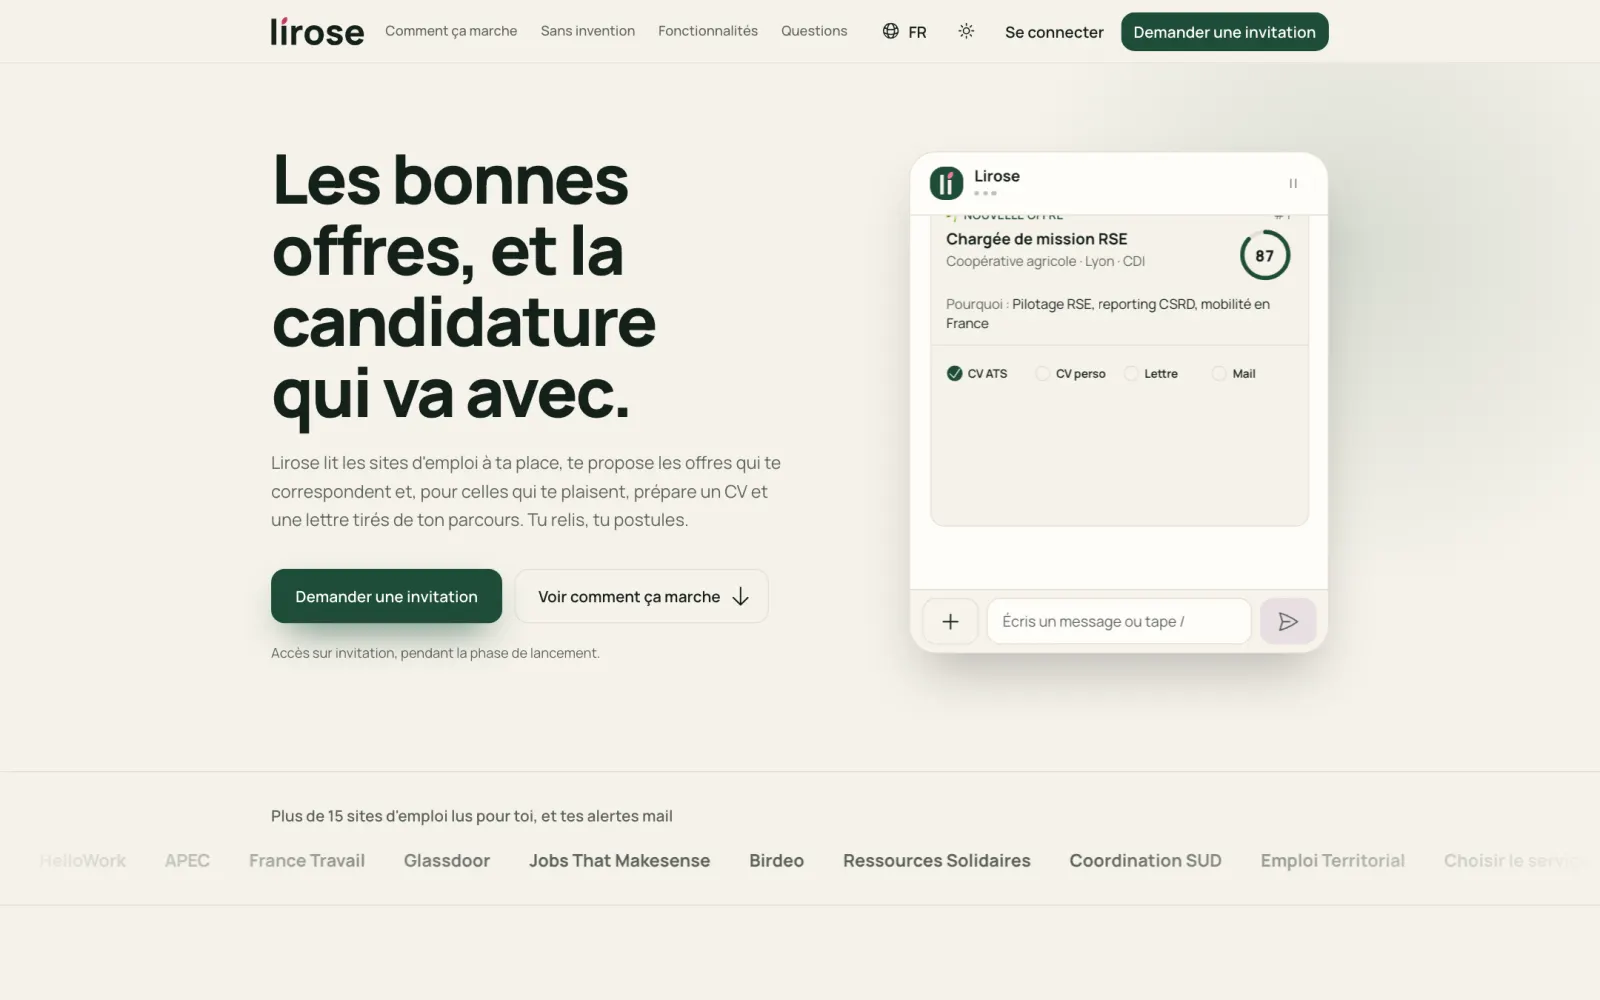 lirose
Comment ça marche
Sans invention
Fonctionnalités
Questions
FR
Se connecter
Demander une invitation
Les bonnes
offres, et la
candidature
qui va avec.
Lirose lit les sites d'emploi à ta place, te propose les offres qui te
correspondent et, pour celles qui te plaisent, prépare un CV et
une lettre tirés de ton parcours. Tu relis, tu postules.
Demander une invitation
Voir comment ça marche
Accès sur invitation, pendant la phase de lancement.
li
Lirose
NOUVELLE OFFRE
Chargée de mission RSE
87
Coopérative agricole · Lyon · CDI
Pourquoi : Pilotage RSE, reporting CSRD, mobilité en
France
CV ATS
CV perso
Lettre
Mail
Écris un message ou tape /
Plus de 15 sites d'emploi lus pour toi, et tes alertes mail
HelloWork
APEC
France Travail
Glassdoor
Jobs That Makesense
Birdeo
Ressources Solidaires
Coordination SUD
Emploi Territorial
Choisir le